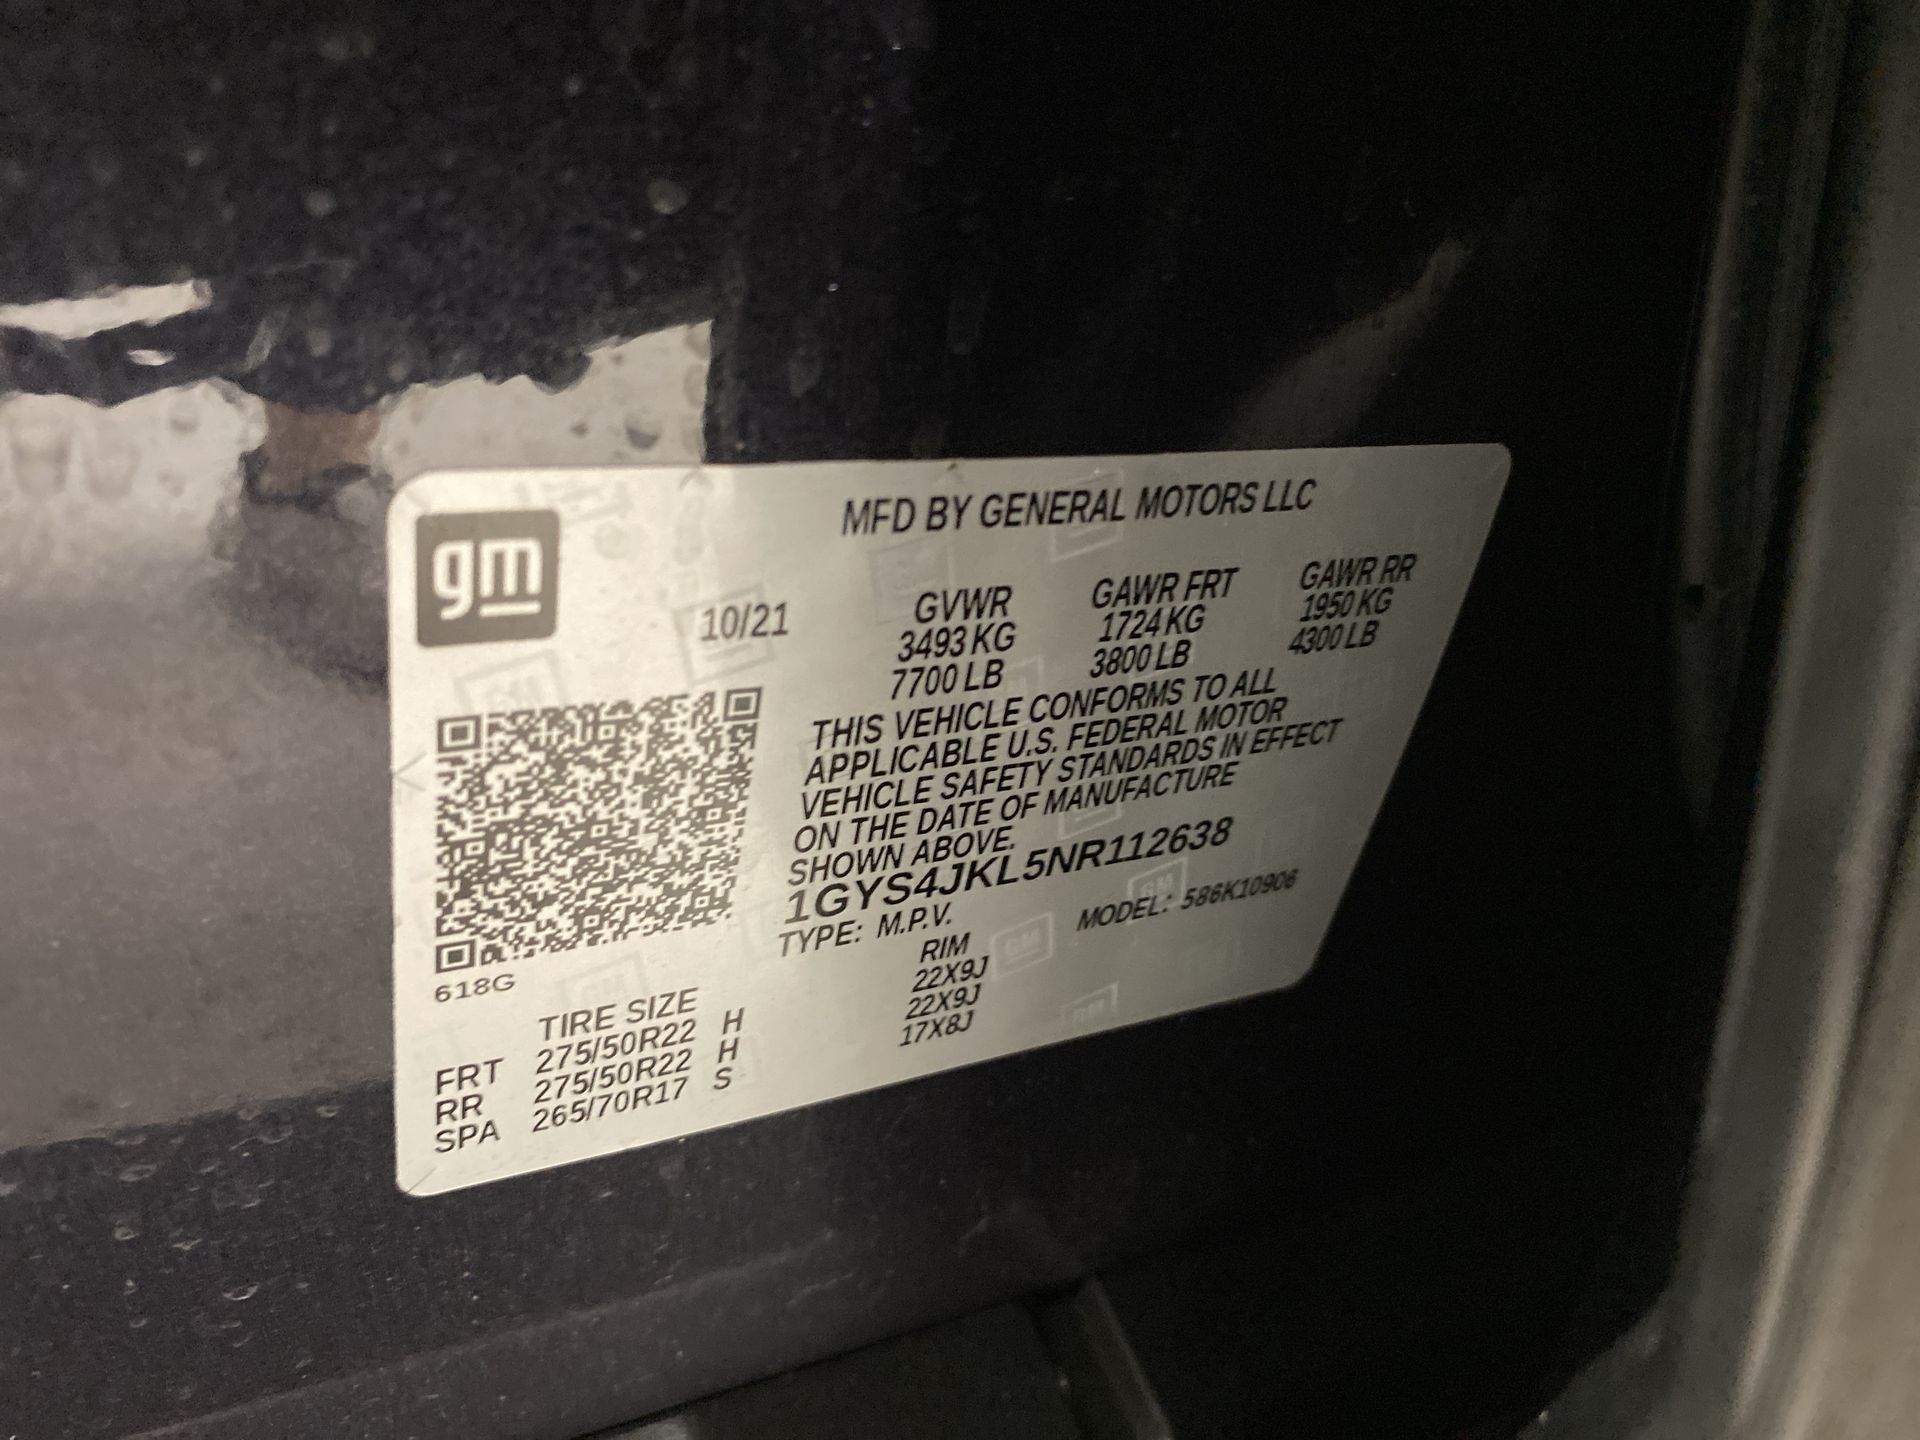 gm
MFD BY GENERAL MOTORS LLC
10/21
GVWR GAWR FRT GAWR RR
3493 KG 1724 KG 1950 KG
7700 LB 3800 LB 4300 LB
THIS VEHICLE CONFORMS TO ALL
APPLICABLE U.S. FEDERAL MOTOR
VEHICLE SAFETY STANDARDS IN EFFECT
ON THE DATE OF MANUFACTURE
SHOWN ABOVE.
1GYS4JKL5NR112638
TYPE: M.P.V. MODEL: 586K10906
618G
TIRE SIZE RIM
FRT 275/50R22 H 22X9J
RR 275/50R22 H 22X9J
SPA 265/70R17 S 17X8J